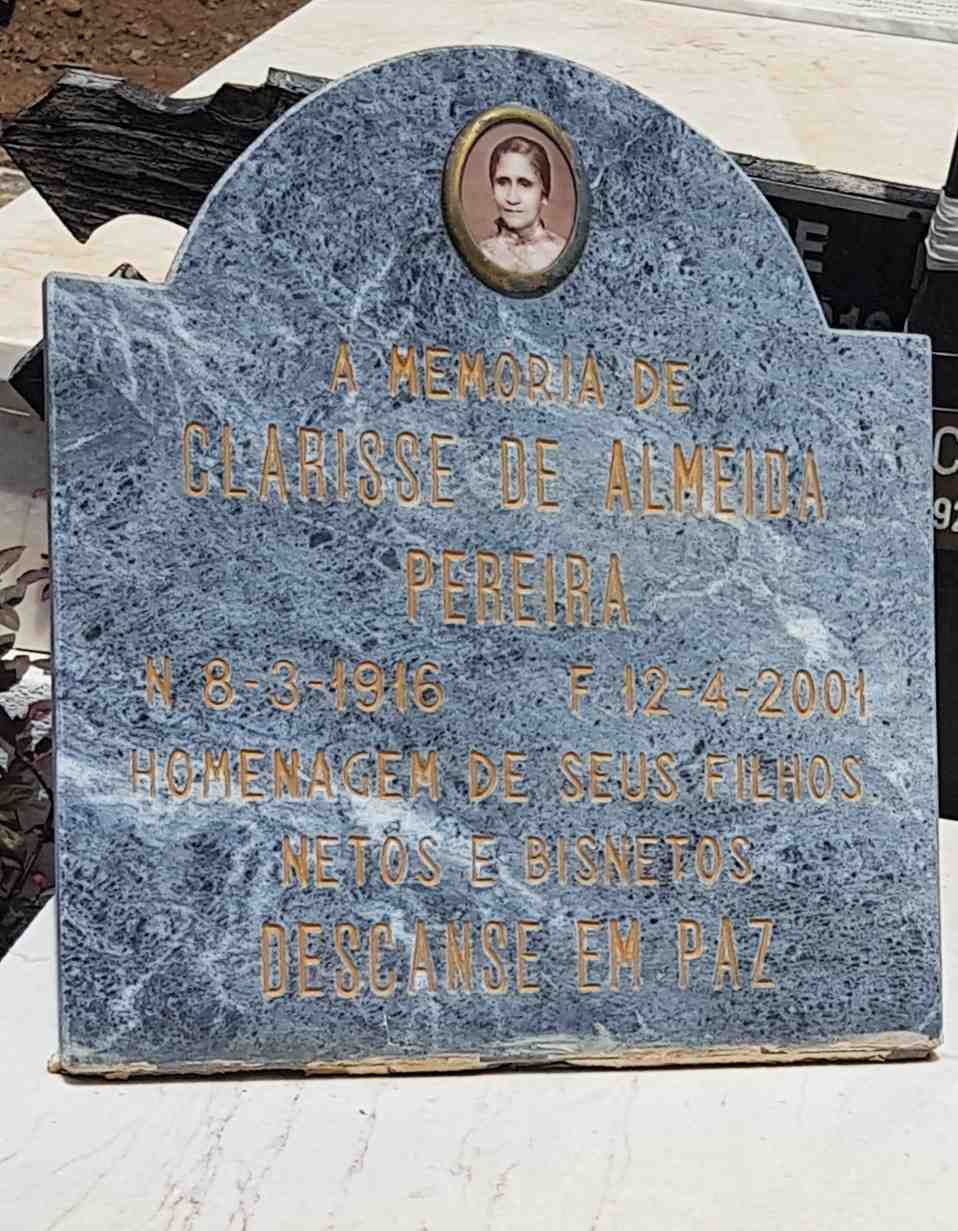 A MEMÓRIA DE
CLARISSE DE ALMEIDA
PEREIRA
N. 8-3-1916 F. 12-4-2001
HOMENAGEM DE SEUS FILHOS.
NETOS E BISNETOS
DESCANSE EM PAZ